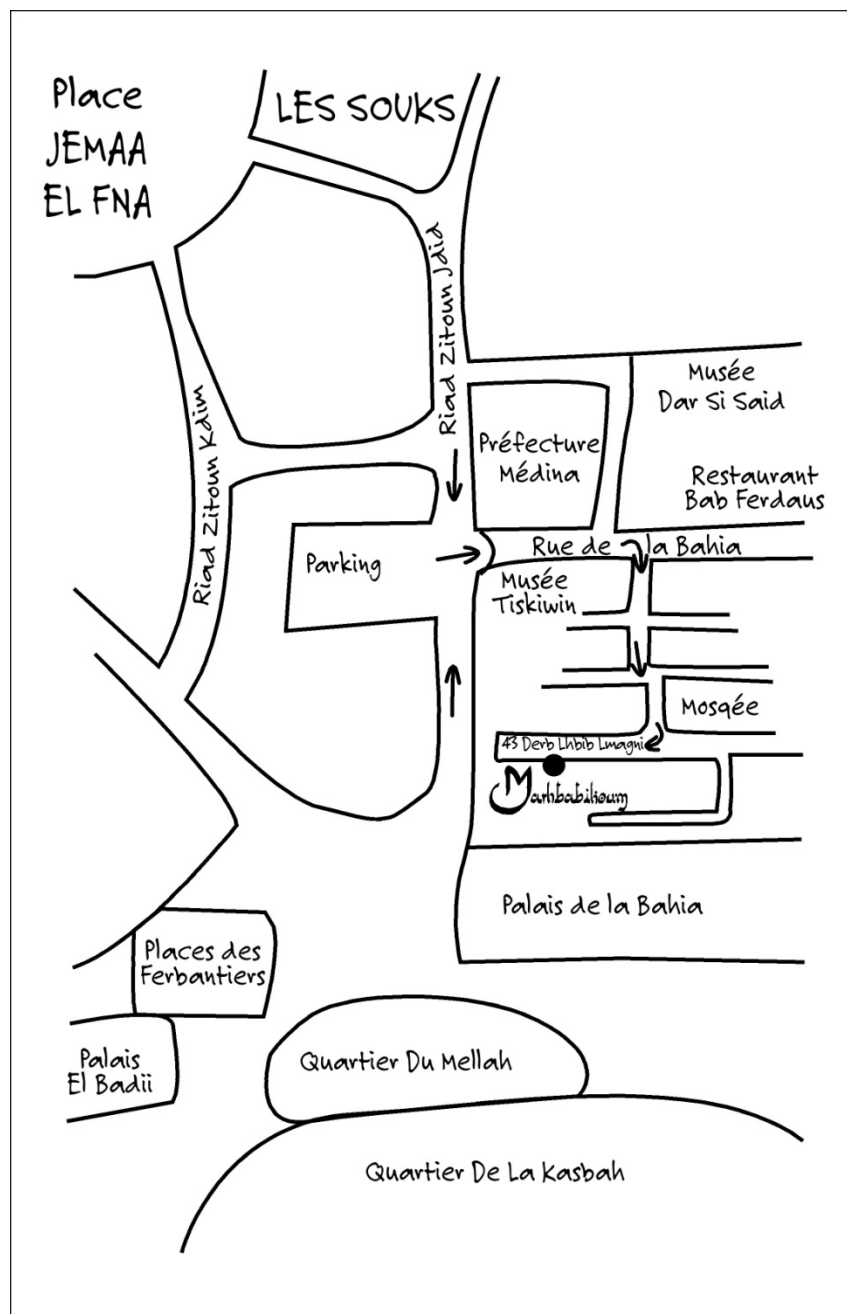 Place
JEMAA
EL FNA
LES SOUKS
Riad Zitoun Jdid
Riad Zitoun Kdim
Musée
Dar Si Said
Préfecture
Médina
Restaurant
Bab Ferdaus
Parking
Rue de la Bahia
Musée
Tiskiwin
Mosqée
43 Derb Lhbib Lmagni
Marhbabikoum
Palais de la Bahia
Places des
Ferbantiers
Palais
El Badii
Quartier Du Mellah
Quartier De La Kasbah